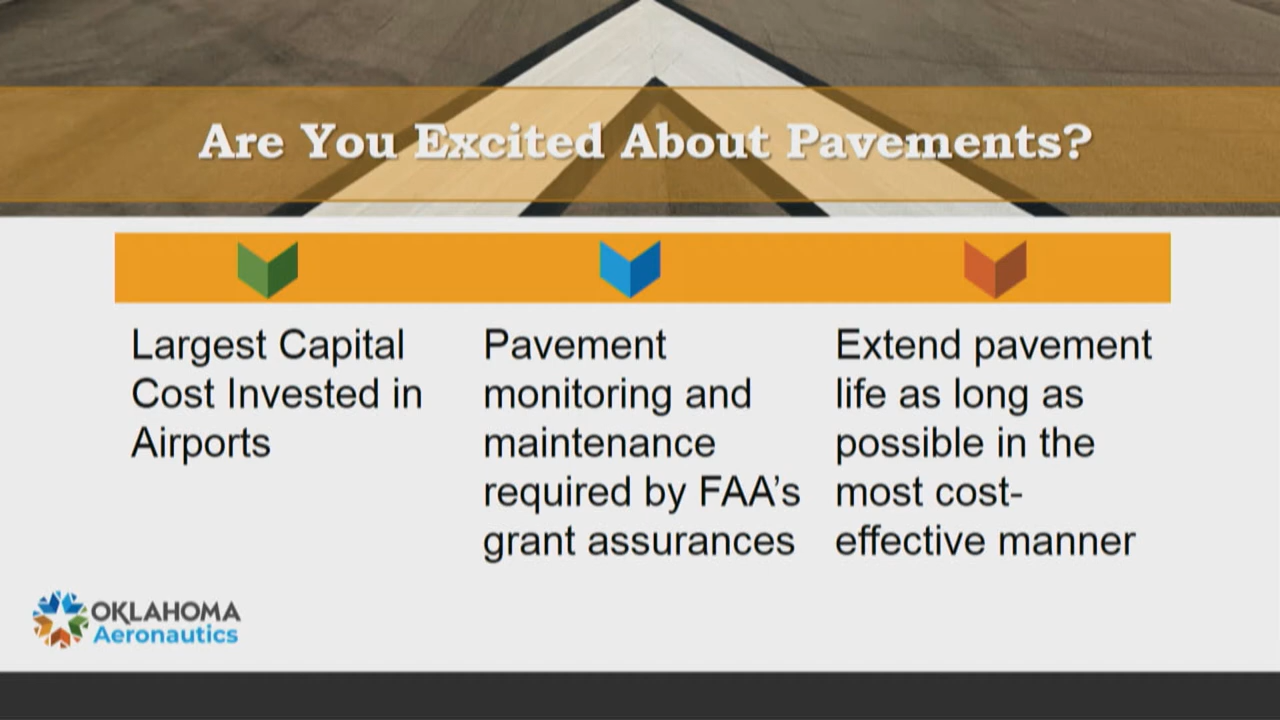 Are You Excited About Pavements?
Largest Capital
Cost Invested in
Airports
Pavement
monitoring and
maintenance
required by FAA’s
grant assurances
Extend pavement
life as long as
possible in the
most cost-
effective manner
OKLAHOMA
Aeronautics